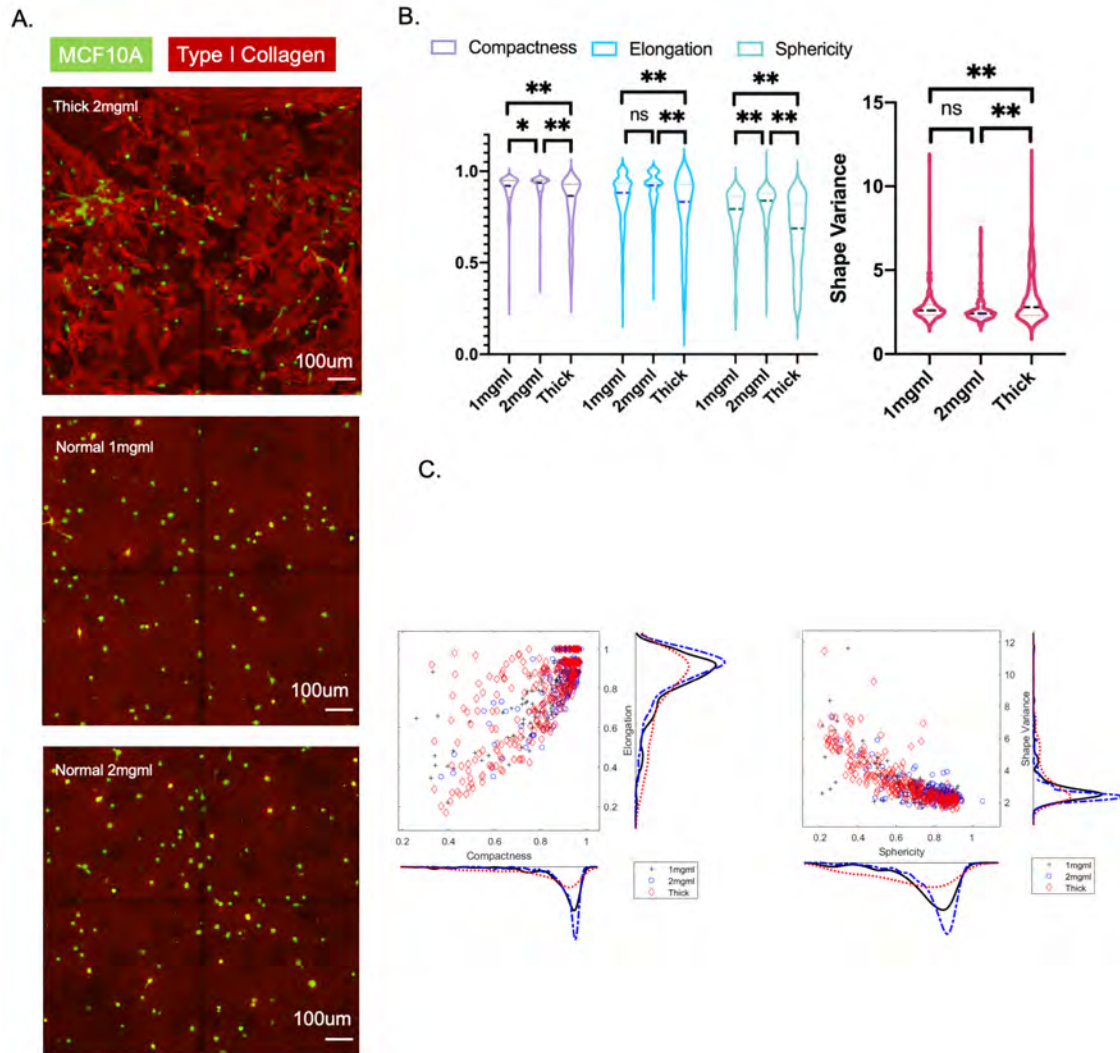 A.
MCF10A
Type I Collagen
Thick 2mgml
100um
Normal 1mgml
100um
Normal 2mgml
100um
B.
Compactness
Elongation
Sphericity
**
* **
**
ns **
**
** **
1.0
0.5
0.0
1mgml
2mgml
Thick
1mgml
2mgml
Thick
1mgml
2mgml
Thick
**
ns **
Shape Variance
15
10
5
0
1mgml
2mgml
Thick
C.
1
0.8
0.6
0.4
0.2
Elongation
0.2 0.4 0.6 0.8 1
Compactness
1mgml
2mgml
Thick
12
10
8
6
4
2
Shape Variance
0.2 0.4 0.6 0.8 1
Sphericity
1mgml
2mgml
Thick